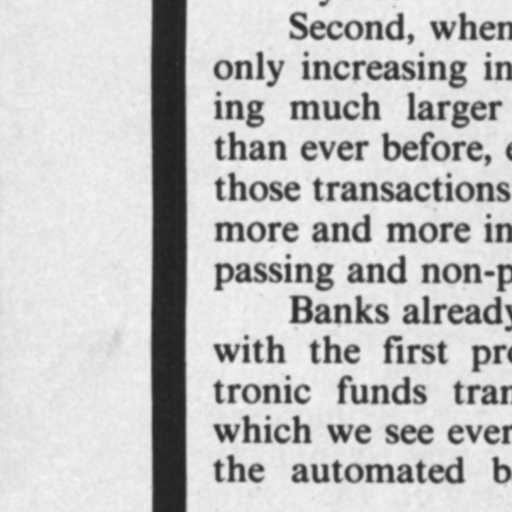 Second, when
only increasing in
ing much larger
than ever before, e
those transactions
more and more in
passing and non-p
Banks already
with the first pro
tronic funds tran
which we see ever
the automated b